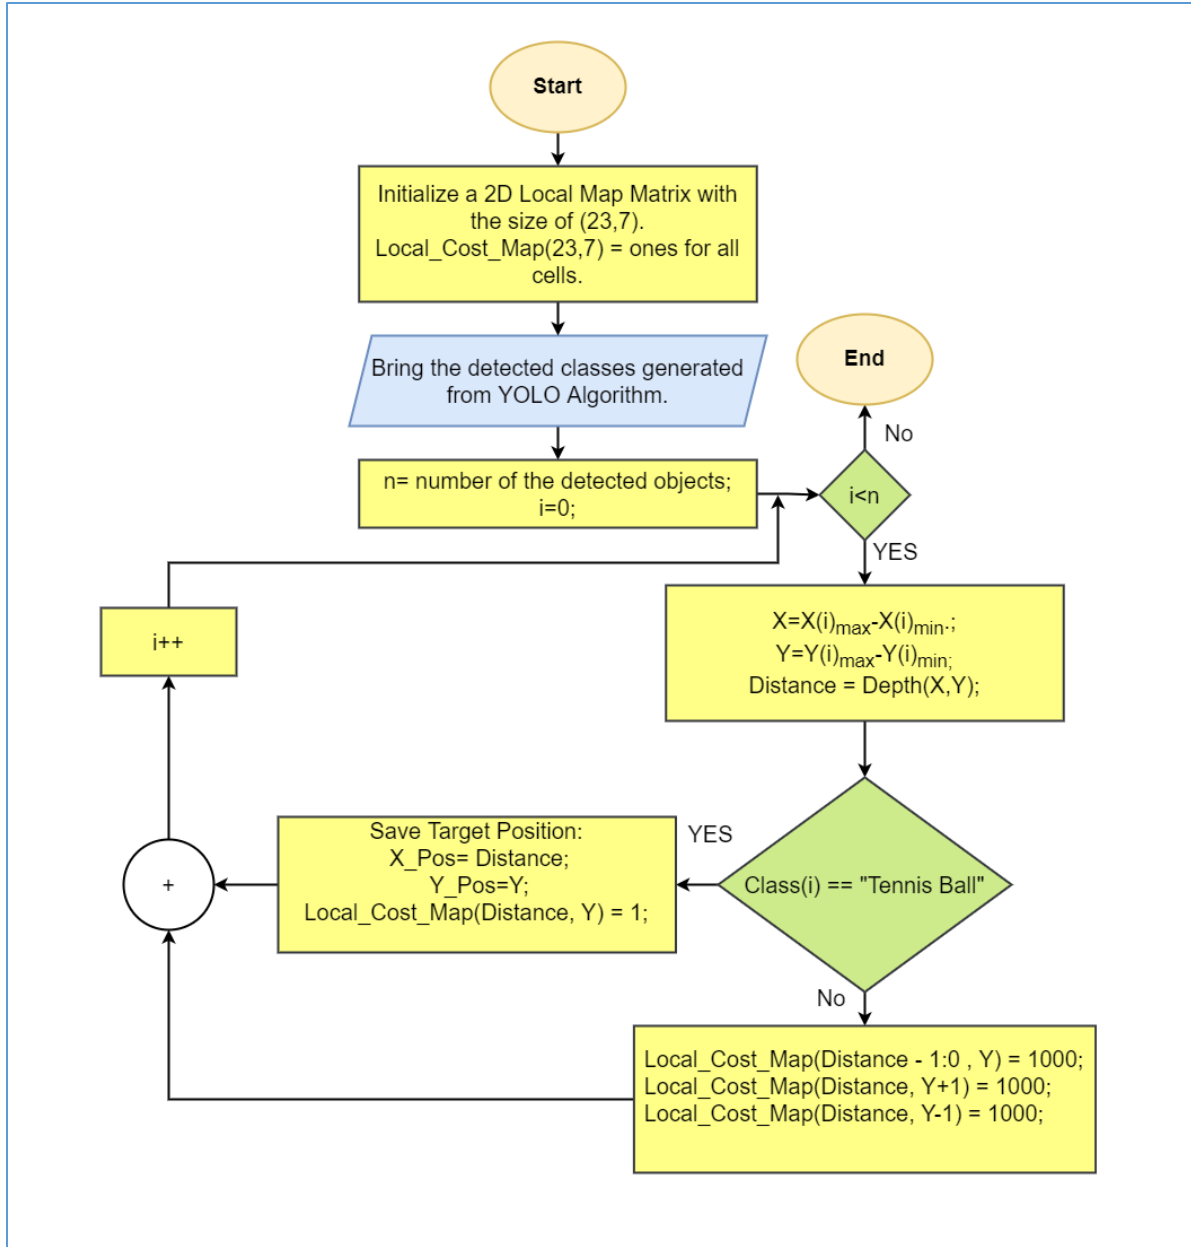 Start
Initialize a 2D Local Map Matrix with
the size of (23,7).
Local_Cost_Map(23,7) = ones for all
cells.
Bring the detected classes generated
from YOLO Algorithm.
n= number of the detected objects;
i=0;
End
No
i<n
YES
X=X(i)max-X(i)min.;
Y=Y(i)max-Y(i)min;
Distance = Depth(X,Y);
i++
Class(i) == "Tennis Ball"
YES
Save Target Position:
X_Pos= Distance;
Y_Pos=Y;
Local_Cost_Map(Distance, Y) = 1;
+
No
Local_Cost_Map(Distance - 1:0 , Y) = 1000;
Local_Cost_Map(Distance, Y+1) = 1000;
Local_Cost_Map(Distance, Y-1) = 1000;